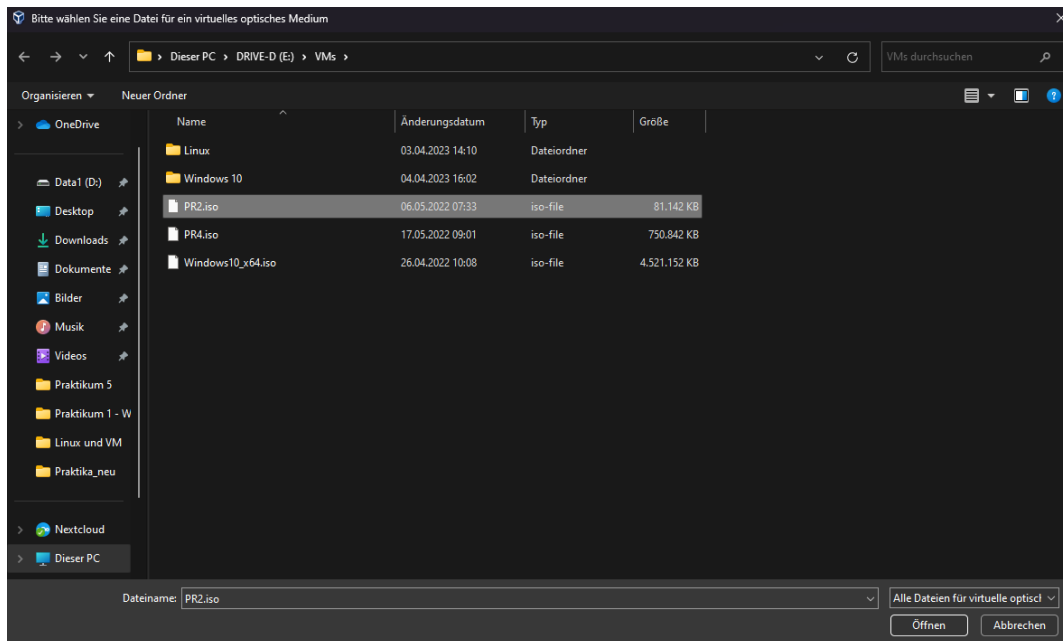 Bitte wählen Sie eine Datei für ein virtuelles optisches Medium
Dieser PC > DRIVE-D (E:) > VMs >
VMs durchsuchen
Organisieren
Neuer Ordner
OneDrive
Data1 (D:)
Desktop
Downloads
Dokumente
Bilder
Musik
Videos
Praktikum 5
Praktikum 1 - W
Linux und VM
Praktika_neu
Nextcloud
Dieser PC
Name Änderungsdatum Typ Größe
Linux 03.04.2023 14:10 Dateiordner
Windows 10 04.04.2023 16:02 Dateiordner
PR2.iso 06.05.2022 07:33 iso-file 81.142 KB
PR4.iso 17.05.2022 09:01 iso-file 750.842 KB
Windows10_x64.iso 26.04.2022 10:08 iso-file 4.521.152 KB
Dateiname: PR2.iso
Alle Dateien für virtuelle optiscl
Öffnen Abbrechen